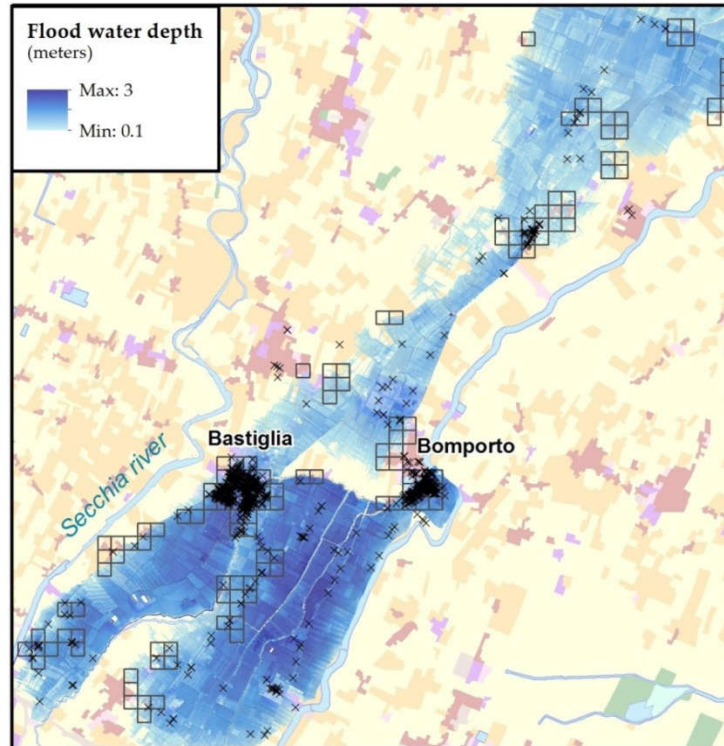 Flood water depth
(meters)
Max: 3
Min: 0.1
Bastiglia
Bomporto
Secchia river